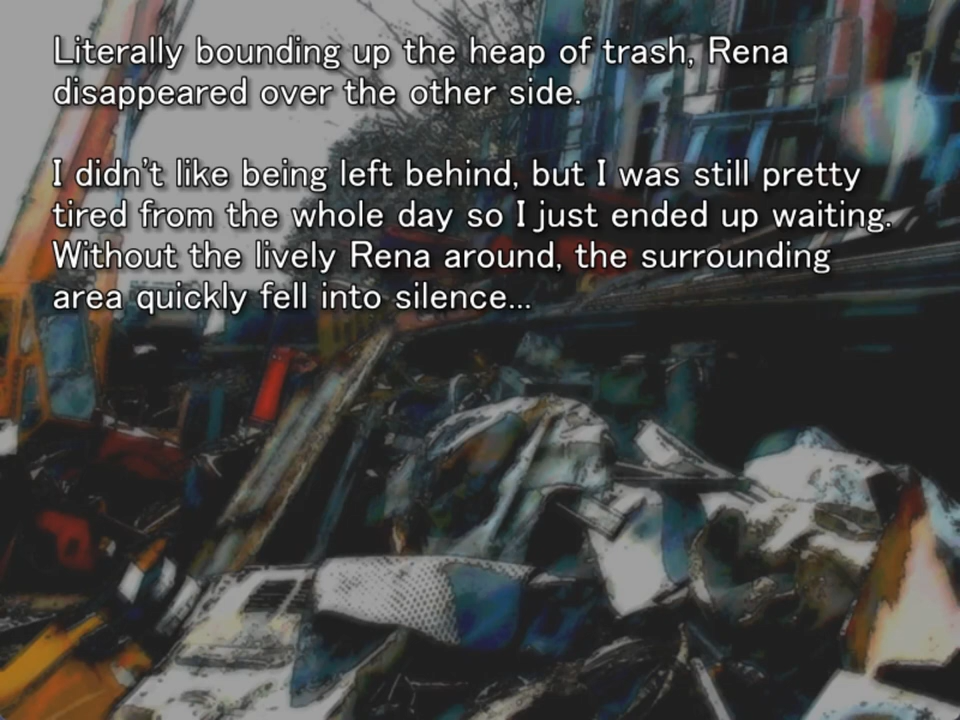 Literally bounding up the heap of trash, Rena
disappeared over the other side.
I didn't like being left behind, but I was still pretty
tired from the whole day so I just ended up waiting.
Without the lively Rena around, the surrounding
area quickly fell into silence...